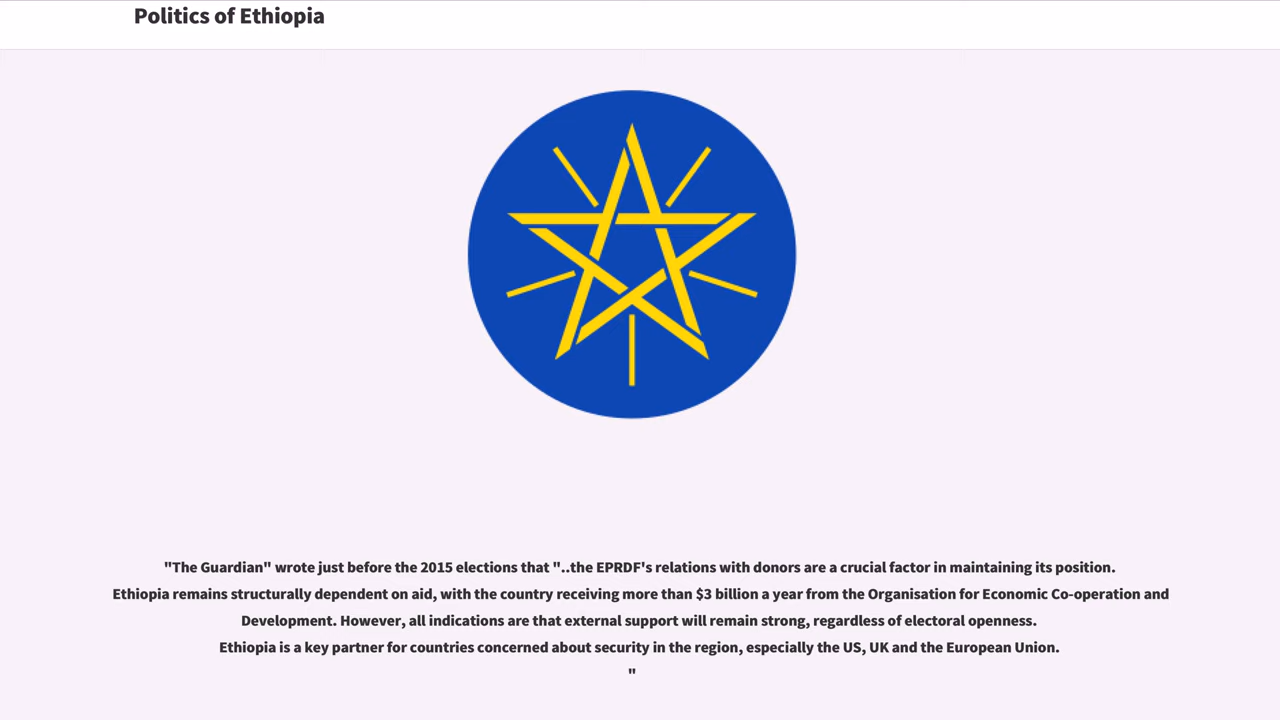 Politics of Ethiopia
"The Guardian" wrote just before the 2015 elections that "..the EPRDF's relations with donors are a crucial factor in maintaining its position.
Ethiopia remains structurally dependent on aid, with the country receiving more than $3 billion a year from the Organisation for Economic Co-operation and
Development. However, all indications are that external support will remain strong, regardless of electoral openness.
Ethiopia is a key partner for countries concerned about security in the region, especially the US, UK and the European Union.
"